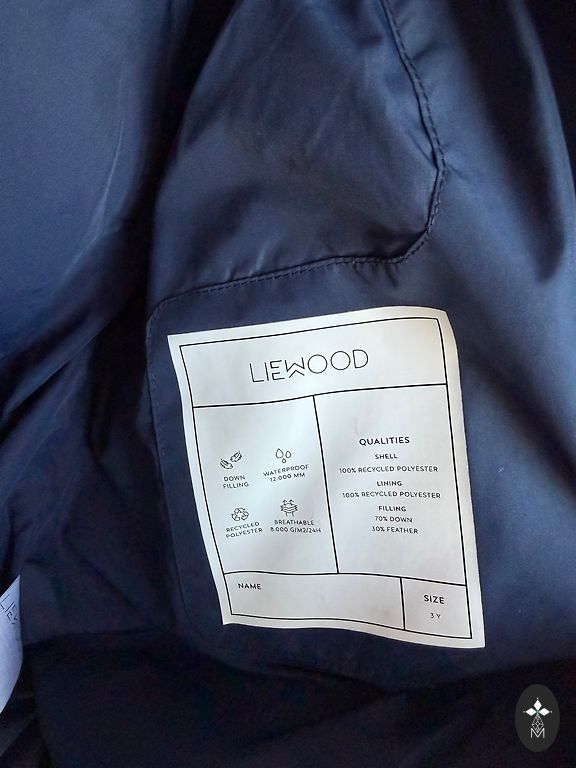 LIEWOOD
DOWN
FILLING
WATERPROOF
12.000 MM
RECYCLED
POLYESTER
BREATHABLE
8.000 G/M2/24H
QUALITIES
SHELL
100% RECYCLED POLYESTER
LINING
100% RECYCLED POLYESTER
FILLING
70% DOWN
30% FEATHER
NAME
SIZE
3 Y
M